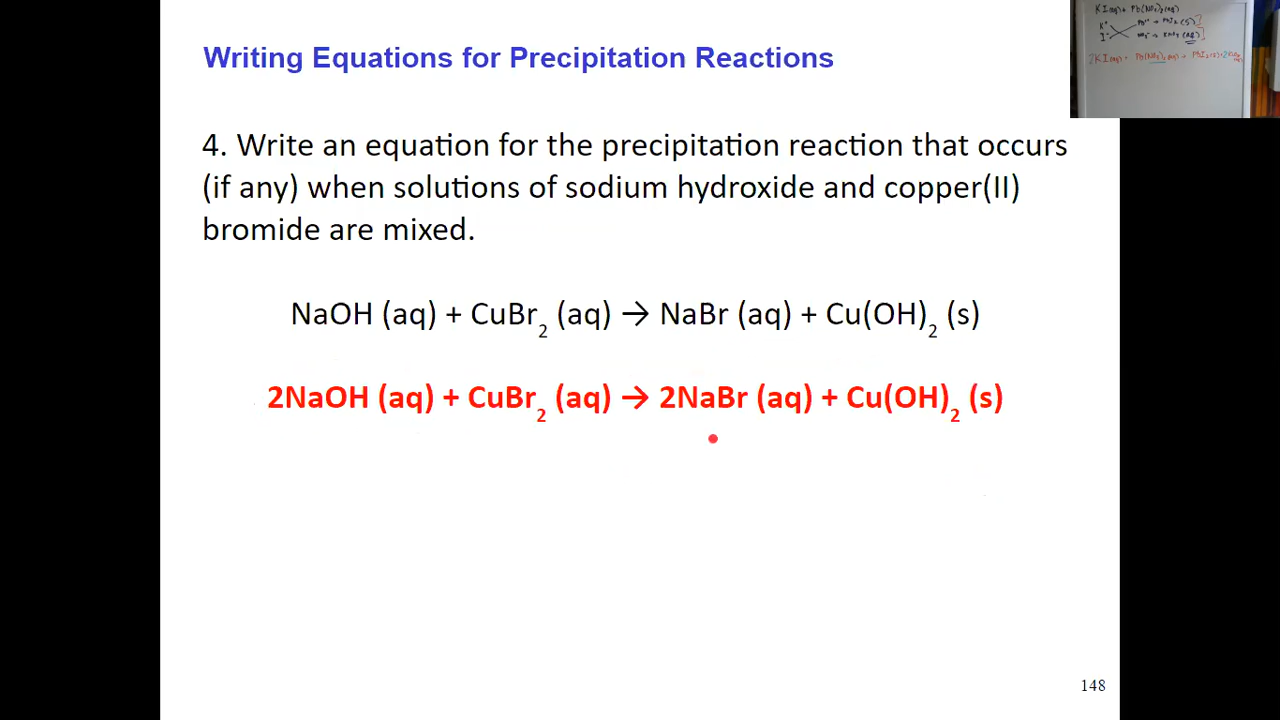 Writing Equations for Precipitation Reactions
4. Write an equation for the precipitation reaction that occurs
(if any) when solutions of sodium hydroxide and copper(II)
bromide are mixed.
NaOH (aq) + CuBr₂ (aq) → NaBr (aq) + Cu(OH)₂ (s)
2NaOH (aq) + CuBr₂ (aq) → 2NaBr (aq) + Cu(OH)₂ (s)
148